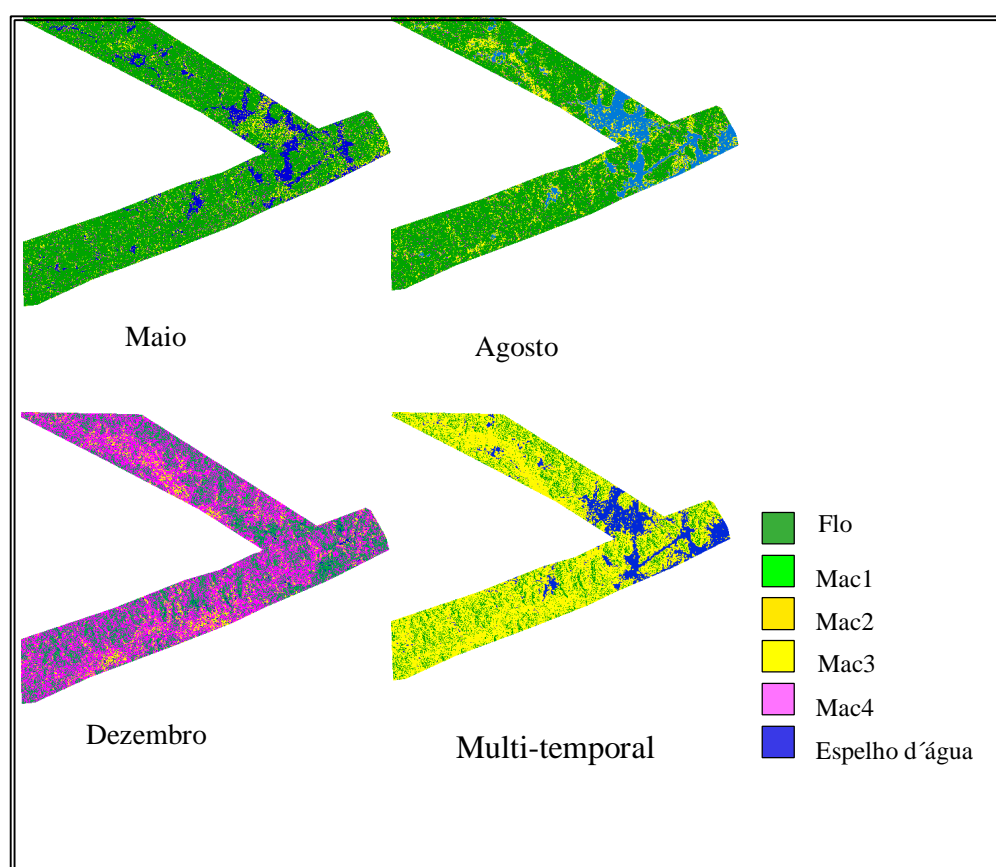 Maio
Agosto
Dezembro
Multi-temporal
Flo
Mac1
Mac2
Mac3
Mac4
Espelho d´água